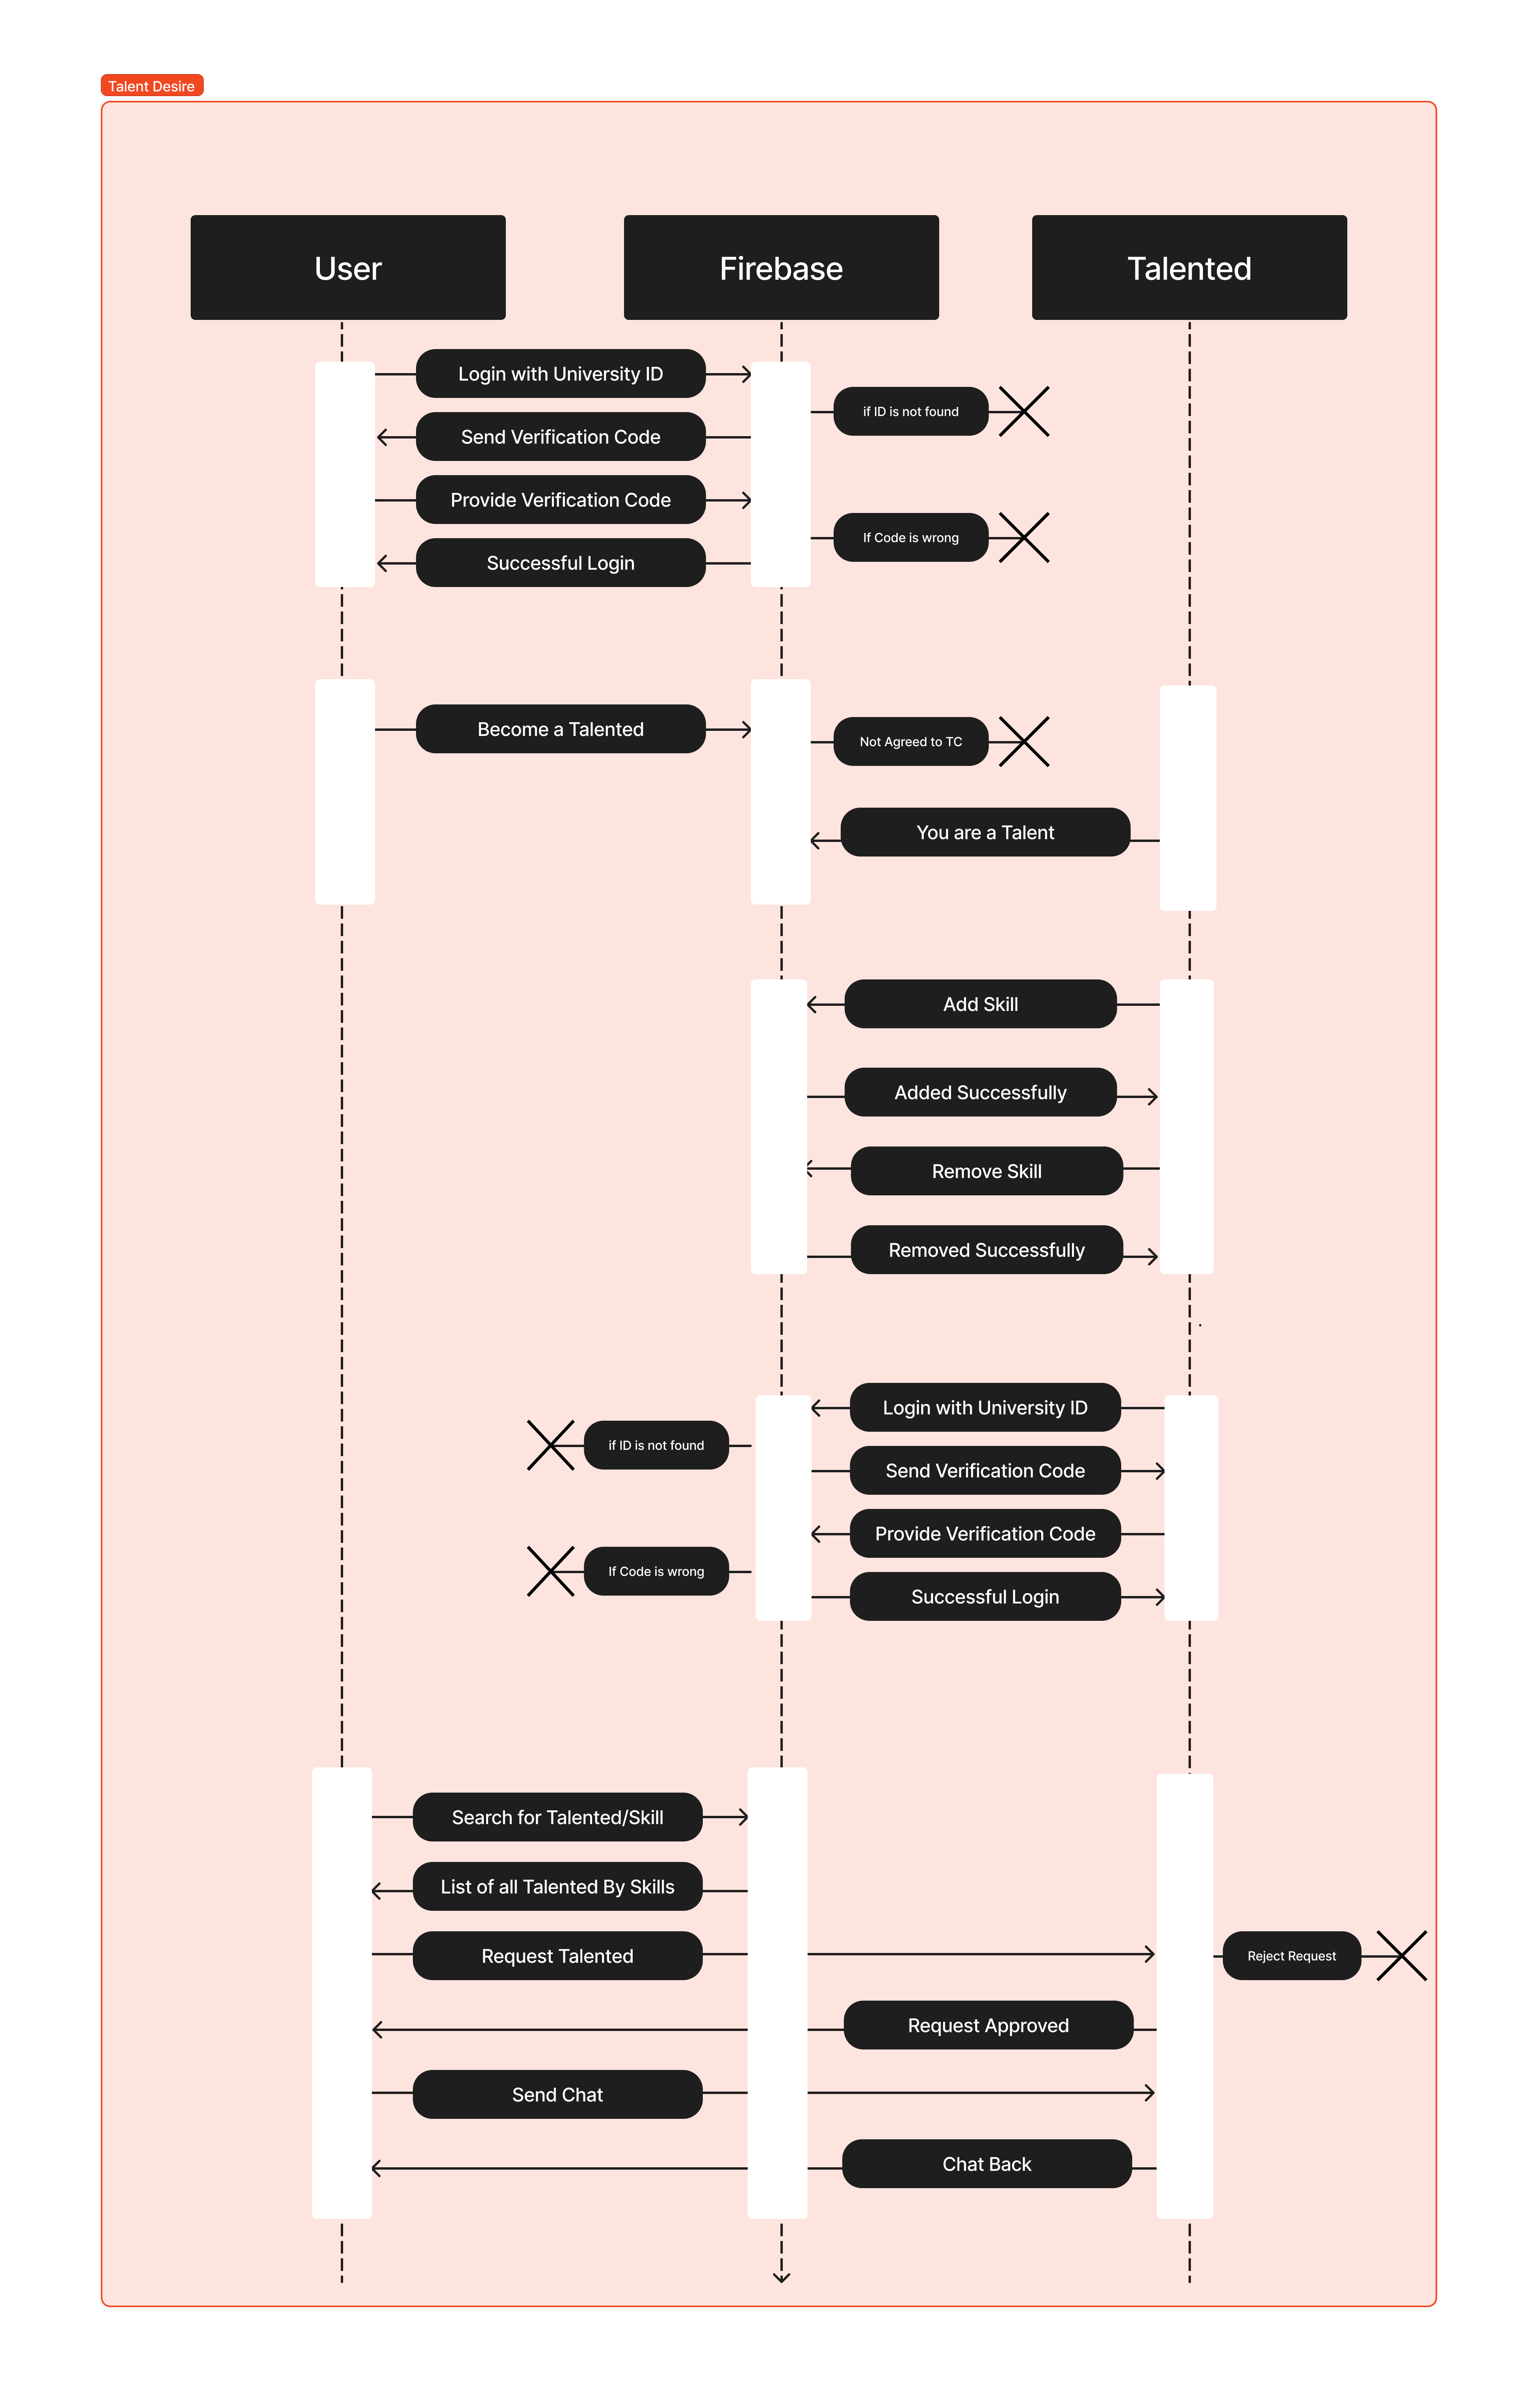 Talent Desire
User
Firebase
Talented
Login with University ID
if ID is not found
Send Verification Code
Provide Verification Code
If Code is wrong
Successful Login
Become a Talented
Not Agreed to TC
You are a Talent
Add Skill
Added Successfully
Remove Skill
Removed Successfully
Login with University ID
if ID is not found
Send Verification Code
Provide Verification Code
If Code is wrong
Successful Login
Search for Talented/Skill
List of all Talented By Skills
Request Talented
Reject Request
Request Approved
Send Chat
Chat Back